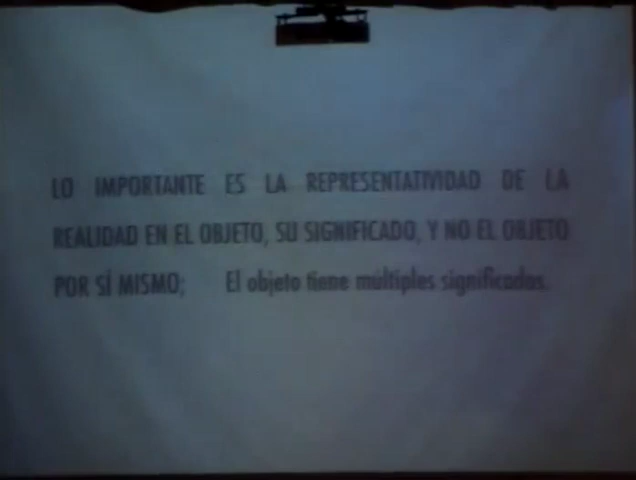 LO IMPORTANTE ES LA REPRESENTATIVIDAD DE LA
REALIDAD EN EL OBJETO, SU SIGNIFICADO, Y NO EL OBJETO
POR SÍ MISMO; El objeto tiene múltiples significados.